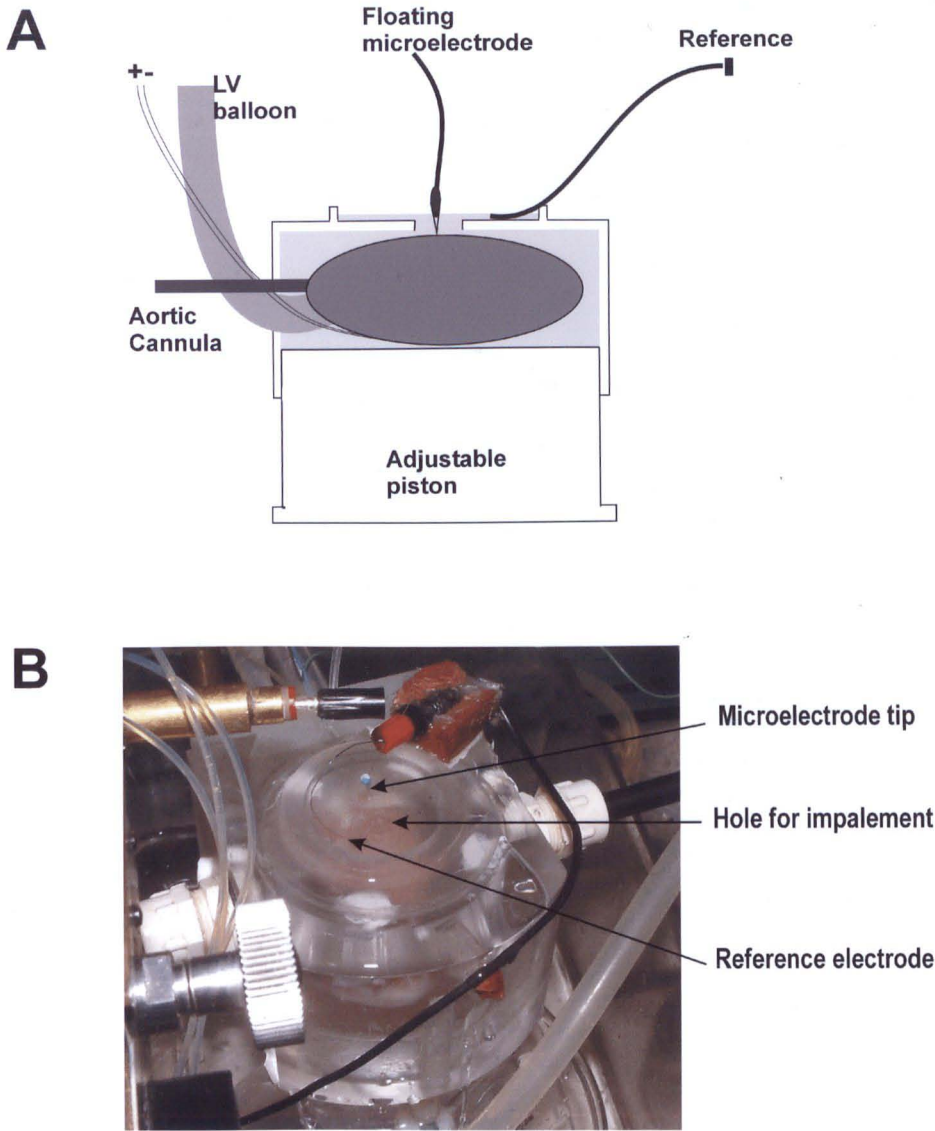 A
Floating
microelectrode
Reference
+-
LV
balloon
Aortic
Cannula
Adjustable
piston
B
Microelectrode tip
Hole for impalement
Reference electrode